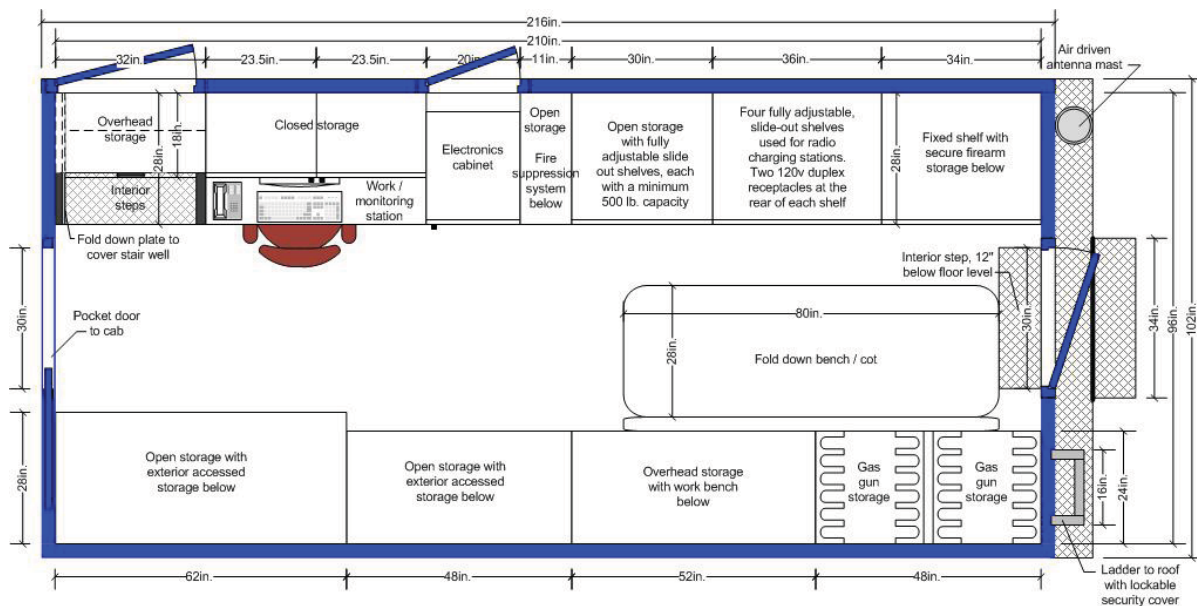 216in.
210in.
32in.
23.5in.
23.5in.
20in.
11in.
30in.
36in.
34in.
Air driven
antenna mast
Overhead
storage
18in.
28in.
Interior
steps
Closed storage
Work /
monitoring
station
Electronics
cabinet
Open
storage
Fire
suppression
system
below
Open storage
with fully
adjustable slide
out shelves, each
with a minimum
500 lb. capacity
Four fully adjustable,
slide-out shelves
used for radio
charging stations.
Two 120v duplex
receptacles at the
rear of each shelf
28in.
Fixed shelf with
secure firearm
storage below
Fold down plate to
cover stair well
Interior step, 12"
below floor level
30in.
Pocket door
to cab
80in.
28in.
Fold down bench / cot
30in.
34in.
96in.
102in.
28in.
Open storage with
exterior accessed
storage below
Open storage with
exterior accessed
storage below
Overhead storage
with work bench
below
Gas
gun
storage
Gas
gun
storage
16in.
24in.
62in.
48in.
52in.
48in.
Ladder to roof
with lockable
security cover